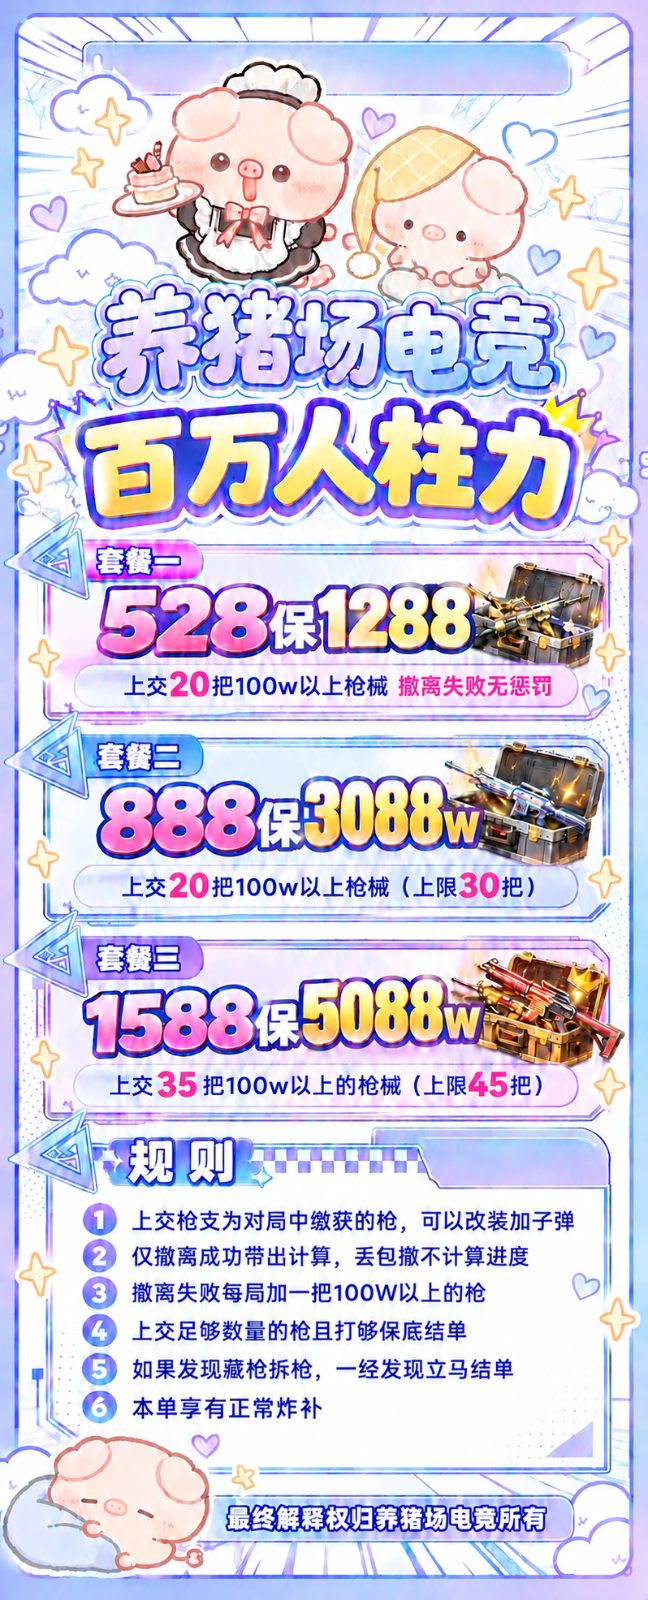 养猪场电竞
百万人柱力
套餐一
528保1288
上交20把100w以上枪械 撤离失败无惩罚
套餐二
888保3088w
上交20把100w以上枪械（上限30把）
套餐三
1588保5088w
上交35把100w以上的枪械（上限45把）
规则
1 上交枪支为对局中缴获的枪，可以改装加子弹
2 仅撤离成功带出计算，丢包撤不计算进度
3 撤离失败每局加一把100W以上的枪
4 上交足够数量的枪且打够保底结单
5 如果发现藏枪拆枪，一经发现立马结单
6 本单享有正常炸补
最终解释权归养猪场电竞所有